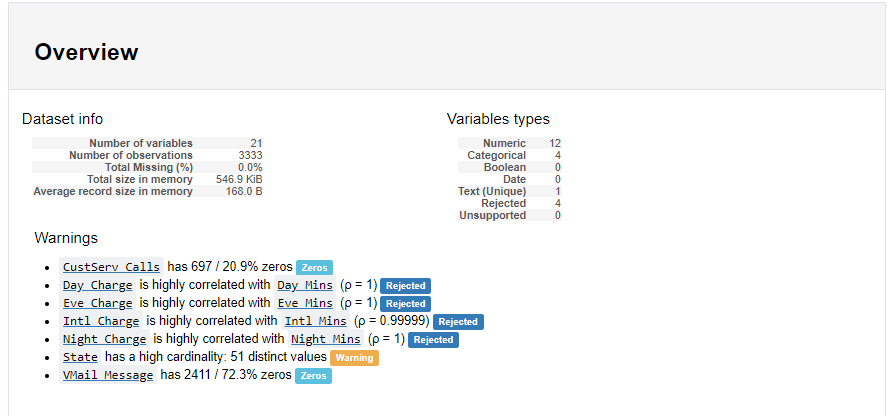 Overview
Dataset info
Number of variables 21
Number of observations 3333
Total Missing (%) 0.0%
Total size in memory 546.9 KiB
Average record size in memory 168.0 B
Variables types
Numeric 12
Categorical 4
Boolean 0
Date 0
Text (Unique) 1
Rejected 4
Unsupported 0
Warnings
CustServ Calls has 697 / 20.9% zeros Zeros
Day Charge is highly correlated with Day Mins (ρ = 1) Rejected
Eve Charge is highly correlated with Eve Mins (ρ = 1) Rejected
Intl Charge is highly correlated with Intl Mins (ρ = 0.99999) Rejected
Night Charge is highly correlated with Night Mins (ρ = 1) Rejected
State has a high cardinality: 51 distinct values Warning
VMail Message has 2411 / 72.3% zeros Zeros